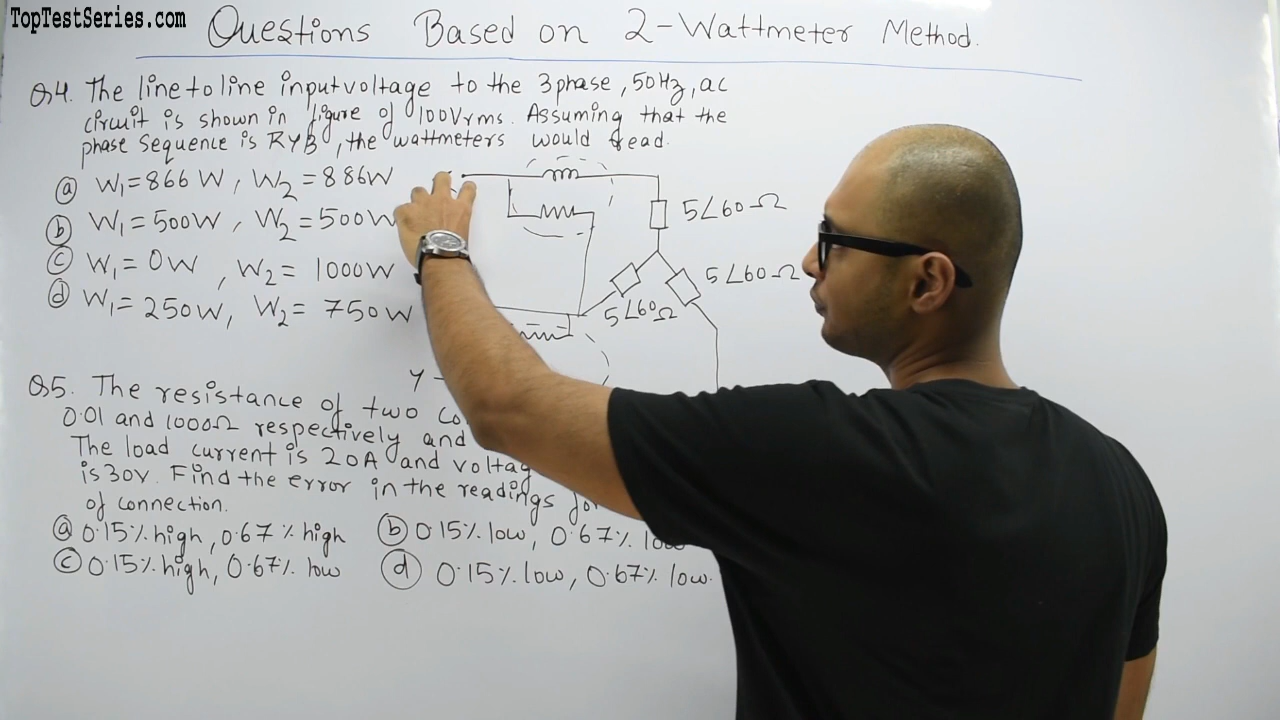 TopTestSeries.com
Questions Based on 2-Wattmeter Method.
Q4. The line to line input voltage to the 3 phase, 50Hz, ac
circuit is shown in figure of 100Vrms. Assuming that the
phase sequence is RYB, the wattmeters would read.
(a) W1=866 W, W2=886W
(b) W1=500W, W2=500W
(c) W1=0W, W2= 1000W
(d) W1=250W, W2= 750W
5∠60Ω
5∠60Ω
5∠60Ω
Y
Q5. The resistance of two
0.01 and 1000Ω respectively and
The load current is 20A and
is 30V. Find the error in the readings
of connection.
(a) 0.15% high, 0.67% high
(b) 0.15% low, 0.67% low
(c) 0.15% high, 0.67% low
(d) 0.15% low, 0.67% low.